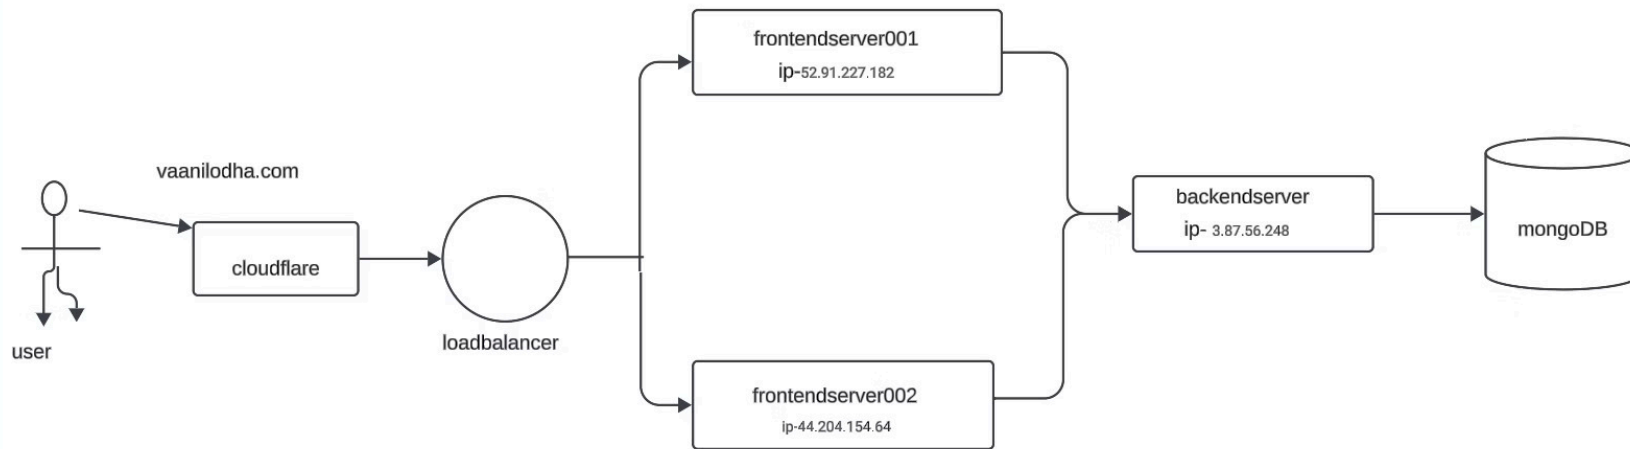 vaanilodha.com
user
cloudflare
loadbalancer
frontendserver001
ip-52.91.227.182
frontendserver002
ip-44.204.154.64
backendserver
ip- 3.87.56.248
mongoDB